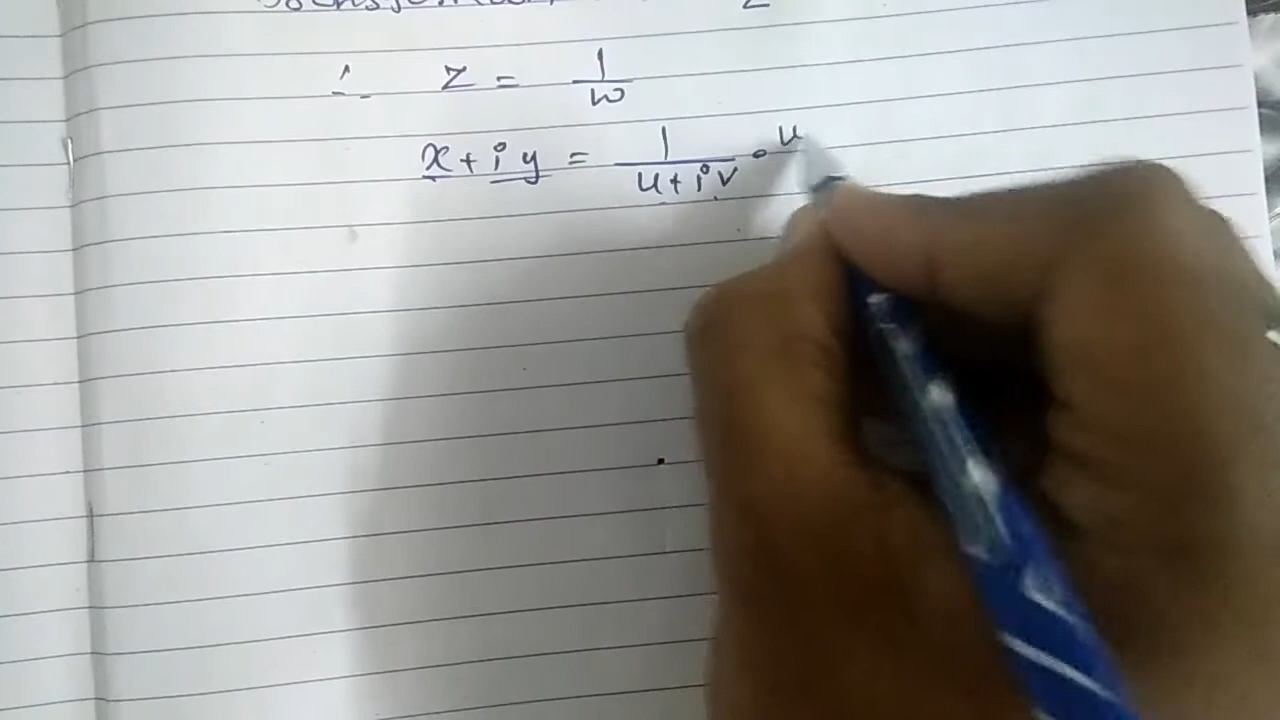 ∴ z = 1/w
x + iy = 1/(u+iv) · u